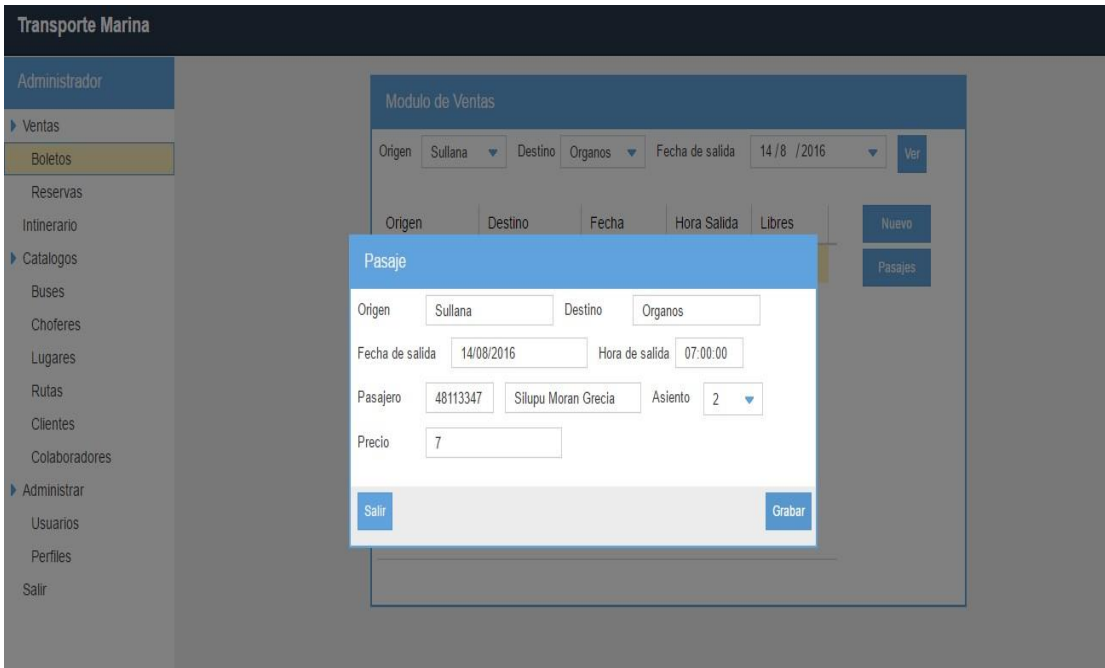 Transporte Marina
Administrador
Ventas
Boletos
Reservas
Intinerario
Catalogos
Buses
Choferes
Lugares
Rutas
Clientes
Colaboradores
Administrar
Usuarios
Perfiles
Salir
Modulo de Ventas
Origen Sullana Destino Organos Fecha de salida 14 /8 /2016 Ver
Origen Destino Fecha Hora Salida Libres Nuevo
Pasajes
Pasaje
Origen Sullana Destino Organos
Fecha de salida 14/08/2016 Hora de salida 07:00:00
Pasajero 48113347 Silupu Moran Grecia Asiento 2
Precio 7
Salir Grabar